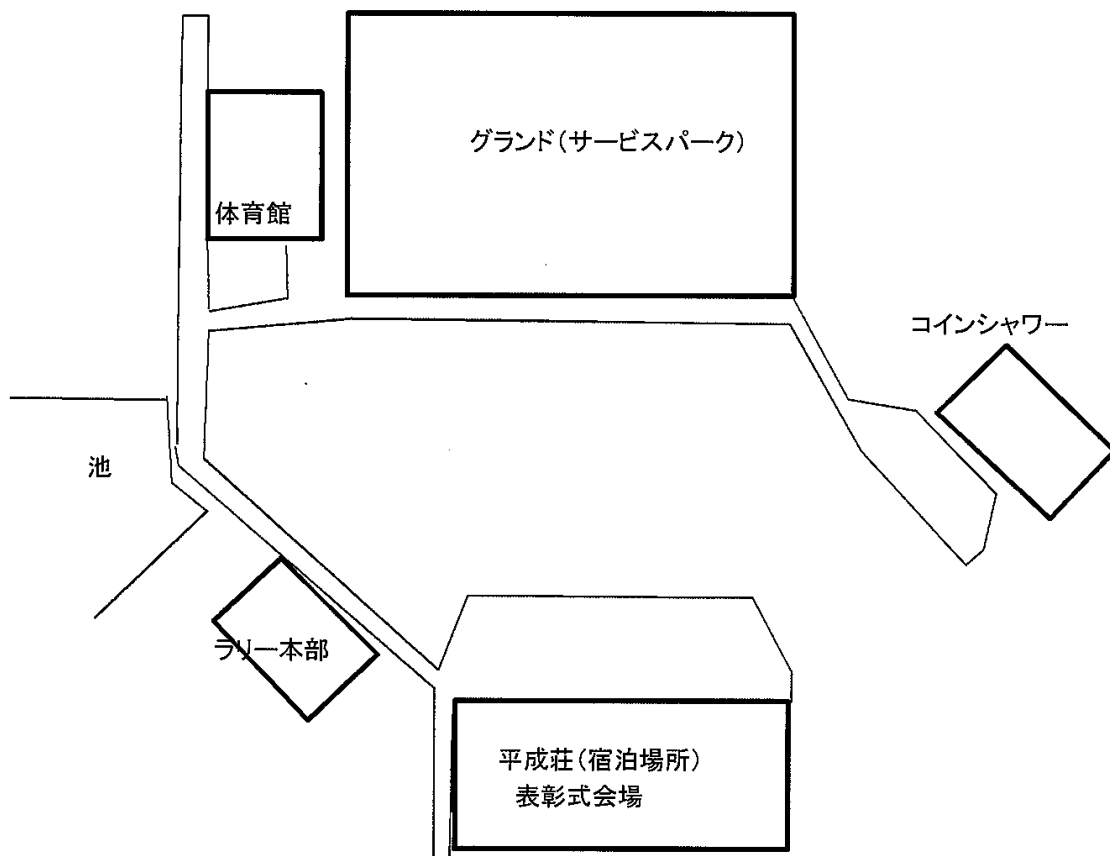 グランド(サービスパーク)
体育館
コインシャワー
池
ラリー本部
平成荘(宿泊場所)
表彰式会場